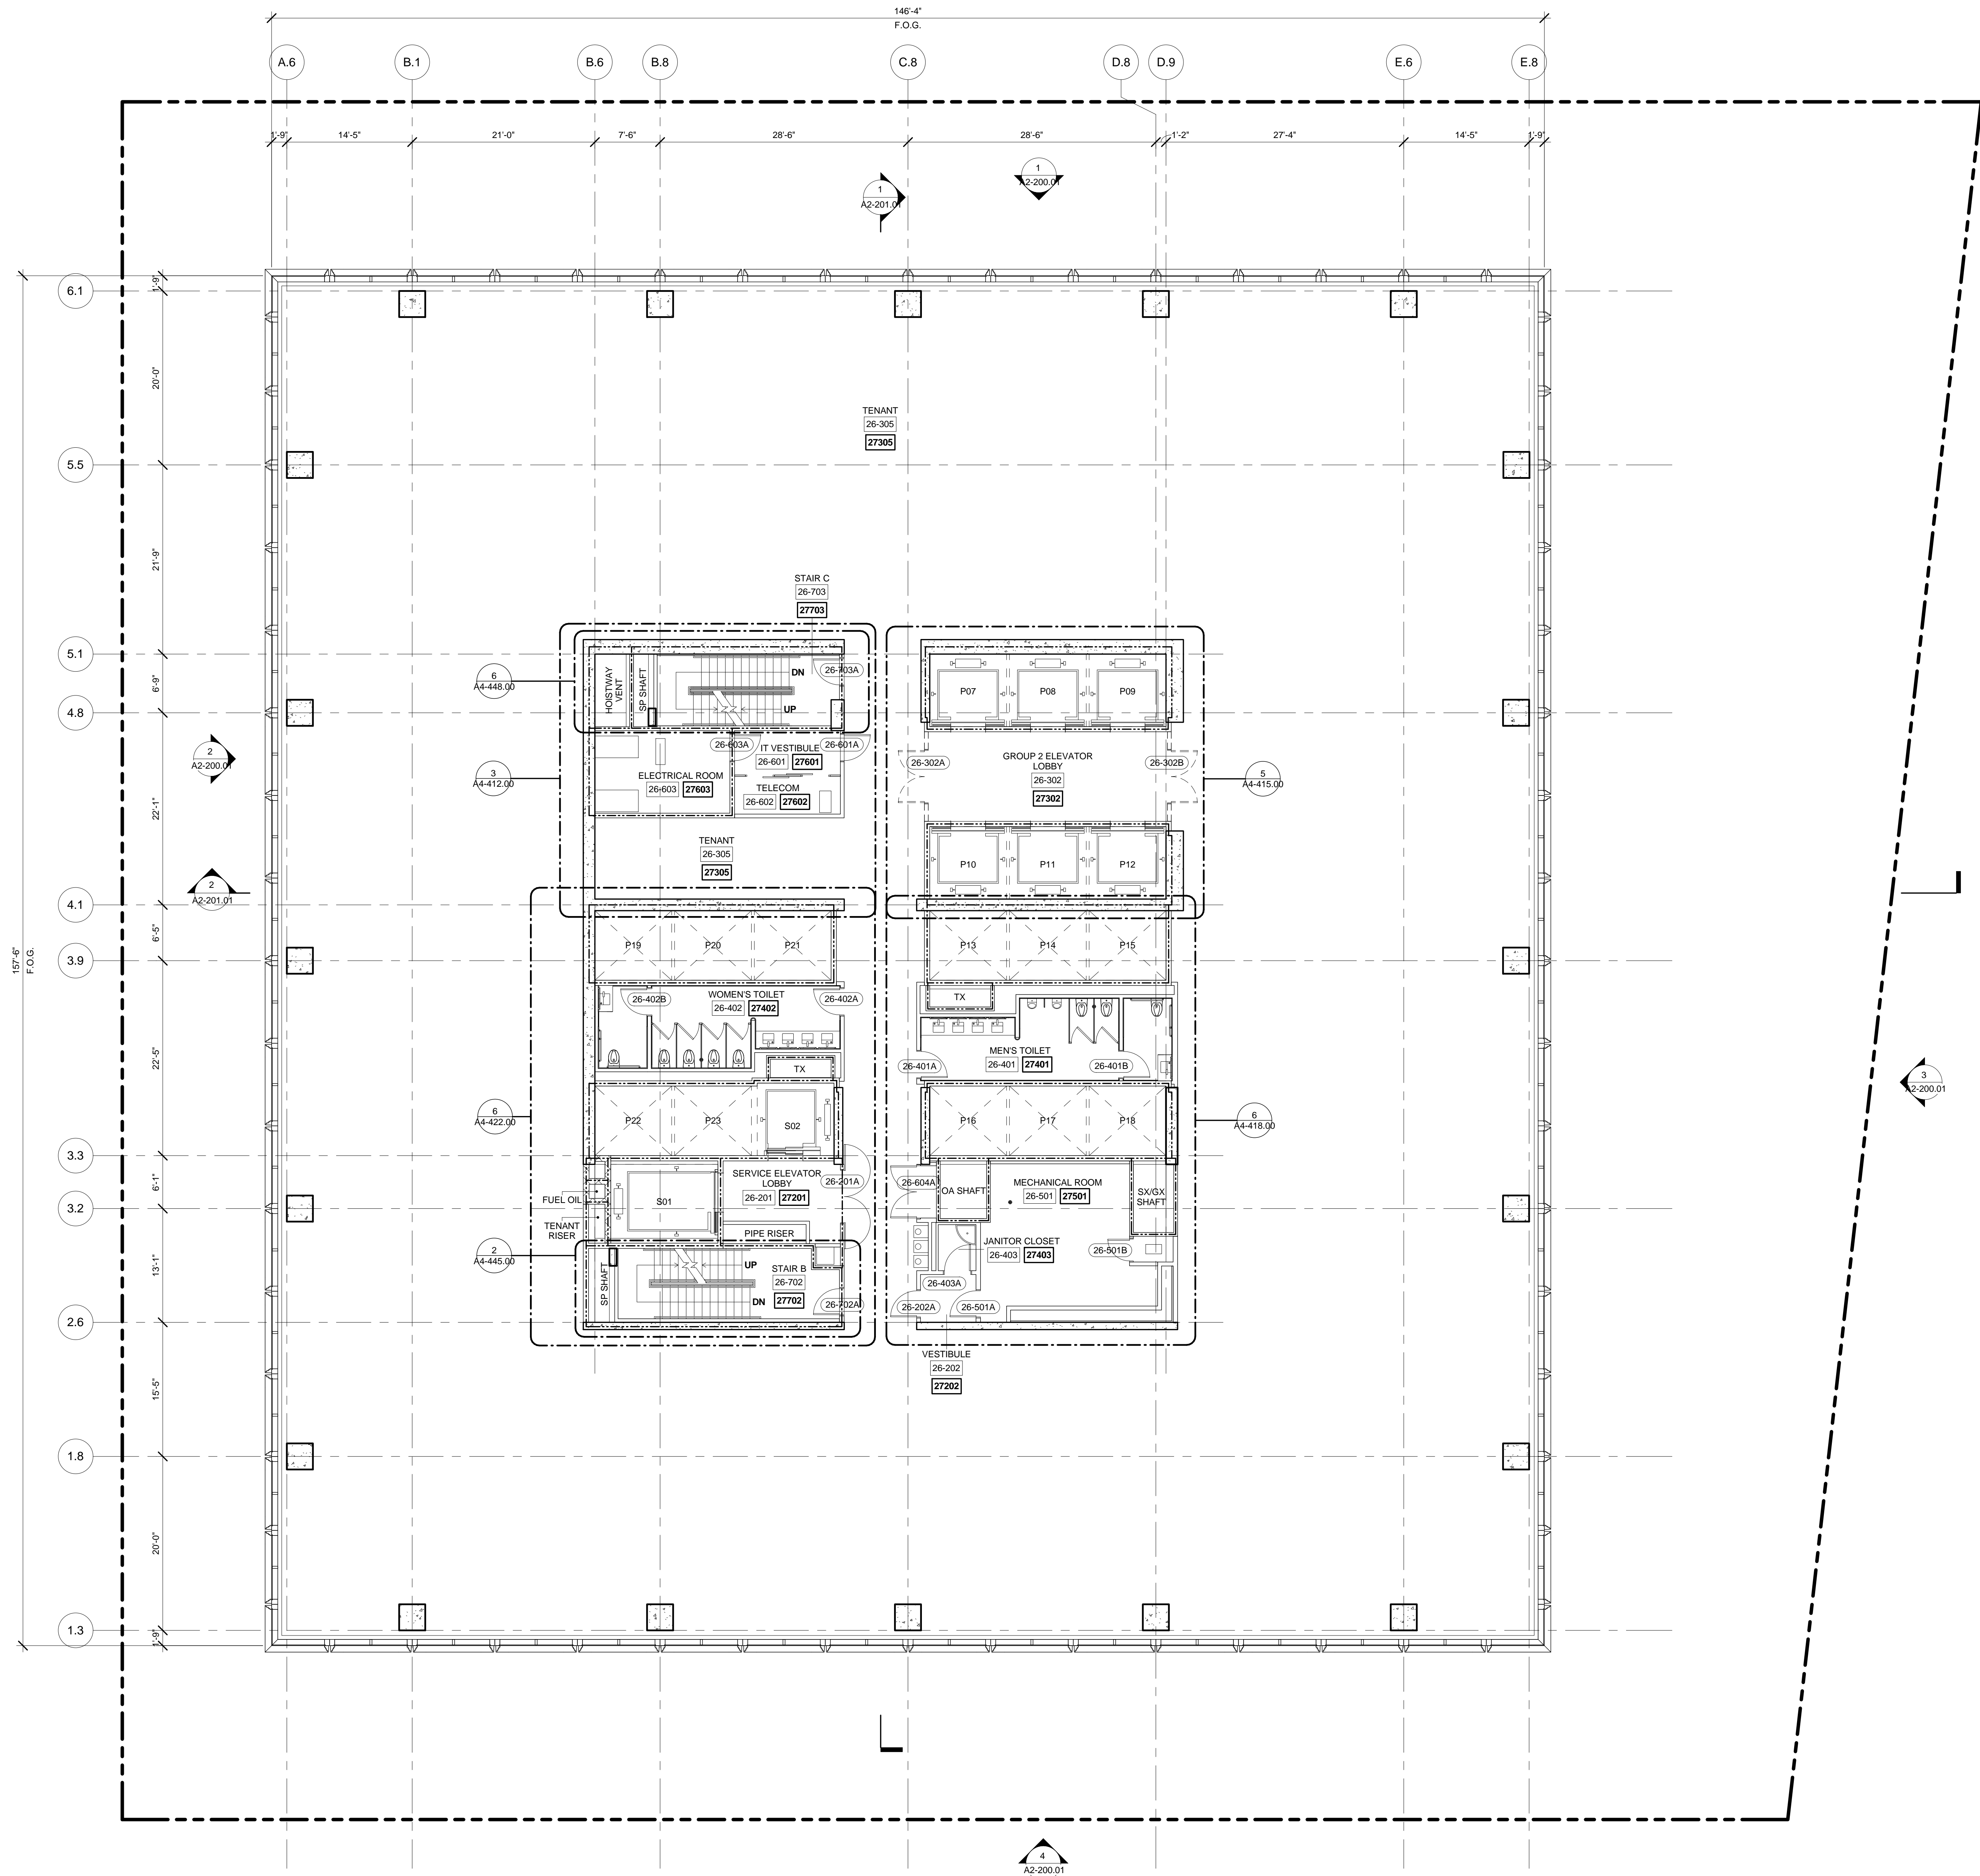 146'-4"
F.O.G.
A.6
B.1
B.6
B.8
C.8
D.8
D.9
E.6
E.8
1'-9"
14'-5"
21'-0"
7'-6"
28'-6"
28'-6"
1'-2"
27'-4"
14'-5"
1'-9"
1
A2-201.01
1
A2-200.01
157'-6"
F.O.G.
6.1
5.5
5.1
4.8
4.1
3.9
3.3
3.2
2.6
1.8
1.3
1'-9"
20'-0"
21'-9"
6'-9"
22'-1"
6'-5"
22'-5"
6'-1"
13'-1"
15'-5"
20'-0"
1'-9"
2
A2-200.01
2
A2-201.01
3
A2-200.01
4
A2-200.01
TENANT
26-305
27305
STAIR C
26-703
27703
6
A4-448.00
HOISTWAY
VENT
SP SHAFT
DN
UP
26-703A
3
A4-412.00
26-603A
26-601A
IT VESTIBULE
26-601 27601
ELECTRICAL ROOM
26-603 27603
TELECOM
26-602 27602
TENANT
26-305
27305
P07
P08
P09
26-302A
26-302B
GROUP 2 ELEVATOR
LOBBY
26-302
27302
5
A4-415.00
P10
P11
P12
P19
P20
P21
26-402B
WOMEN'S TOILET
26-402 27402
26-402A
TX
P22
P23
S02
6
A4-422.00
SERVICE ELEVATOR
LOBBY
26-201 27201
26-201A
S01
FUEL OIL
TENANT
RISER
PIPE RISER
2
A4-445.00
SP SHAFT
UP
DN
STAIR B
26-702
27702
26-702A
P13
P14
P15
TX
MEN'S TOILET
26-401 27401
26-401A
26-401B
P16
P17
P18
6
A4-418.00
26-604A
OA SHAFT
MECHANICAL ROOM
26-501 27501
SX/GX
SHAFT
JANITOR CLOSET
26-403 27403
26-501B
26-403A
26-202A
26-501A
VESTIBULE
26-202
27202